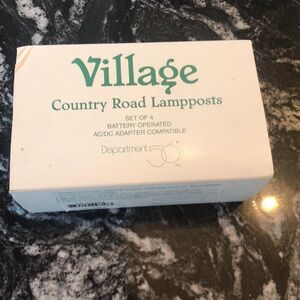 Village
Country Road Lampposts
SET OF 4
BATTERY OPERATED
AC/DC ADAPTER COMPATIBLE
Department 56